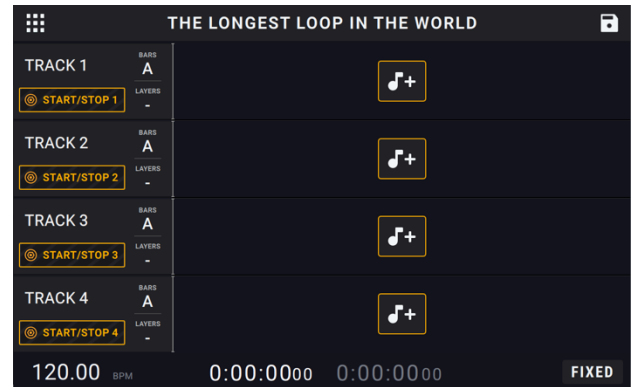 THE LONGEST LOOP IN THE WORLD
TRACK 1
BARS
A
START/STOP 1
LAYERS
-
TRACK 2
BARS
A
START/STOP 2
LAYERS
-
TRACK 3
BARS
A
START/STOP 3
LAYERS
-
TRACK 4
BARS
A
START/STOP 4
LAYERS
-
120.00 BPM 0:00:0000 0:00:0000 FIXED